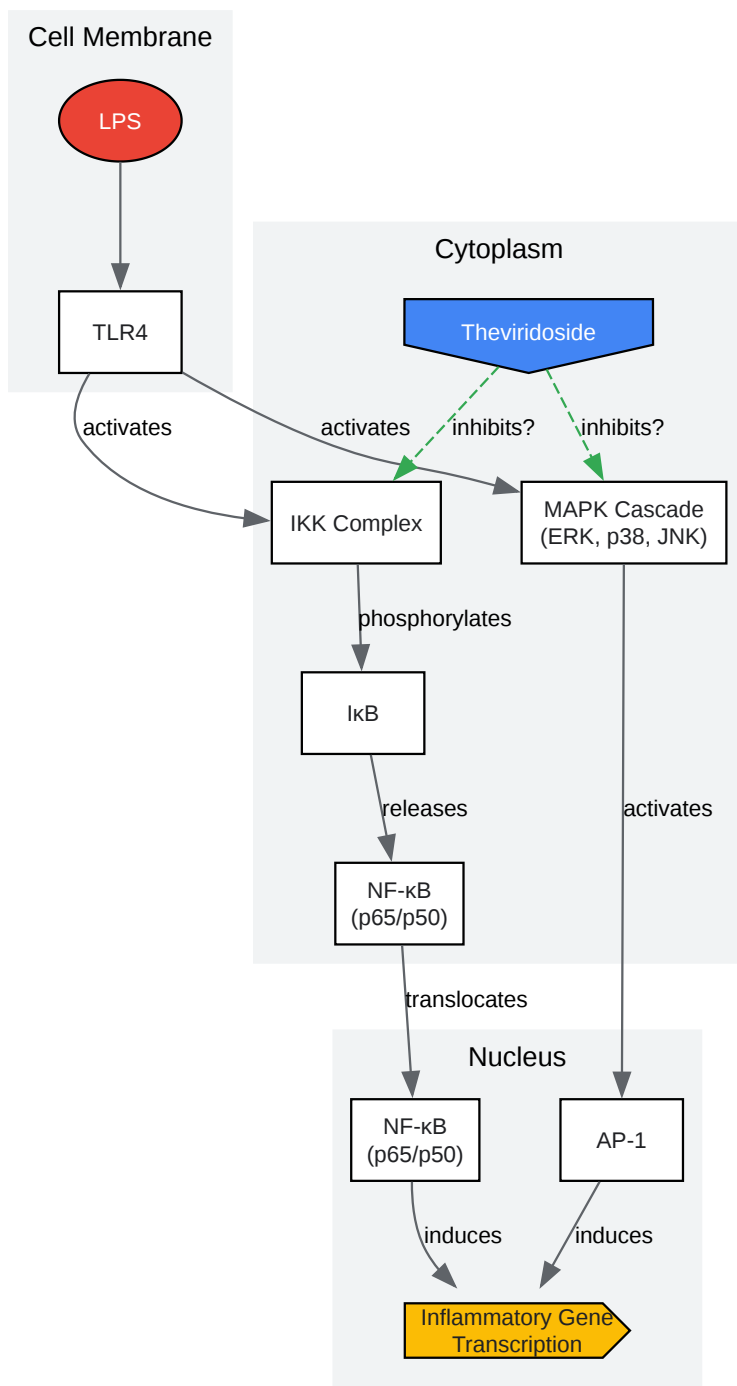 Cell Membrane
LPS
TLR4
Cytoplasm
Theviridoside
activates
activates
inhibits?
inhibits?
IKK Complex
MAPK Cascade
(ERK, p38, JNK)
phosphorylates
IκB
releases
activates
NF-κB
(p65/p50)
translocates
Nucleus
NF-κB
(p65/p50)
AP-1
induces
induces
Inflammatory Gene
Transcription